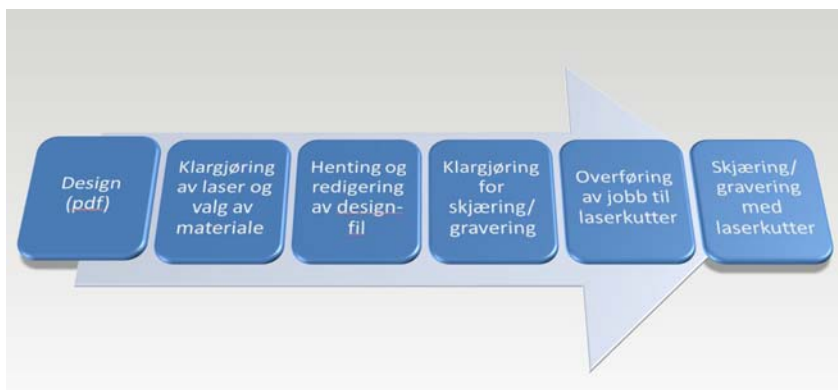 Design
(pdf)
Klargjøring
av laser og
valg av
materiale
Henting og
redigering
av design-
fil
Klargjøring
for
skjæring/
gravering
Overføring
av jobb til
laserkutter
Skjæring/
gravering
med
laserkutter